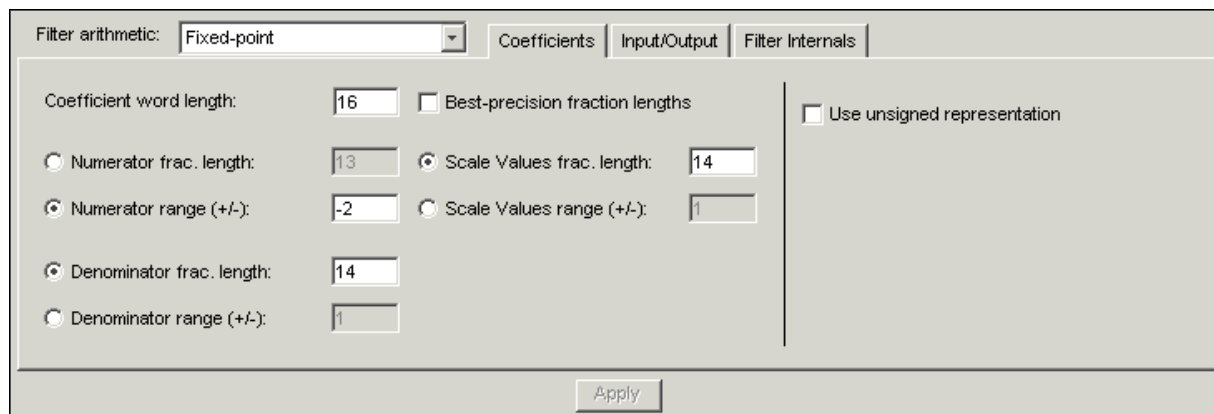 Filter arithmetic: Fixed-point Coefficients Input/Output Filter Internals
Coefficient word length: 16 Best-precision fraction lengths Use unsigned representation
Numerator frac. length: 13 Scale Values frac. length: 14
Numerator range (+/-): -2 Scale Values range (+/-): 1
Denominator frac. length: 14
Denominator range (+/-): 1
Apply